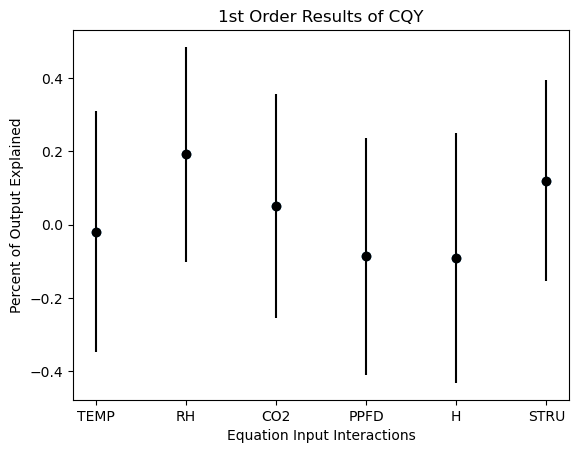 1st Order Results of CQY
Percent of Output Explained
0.4
0.2
0.0
−0.2
−0.4
TEMP RH CO2 PPFD H STRU
Equation Input Interactions